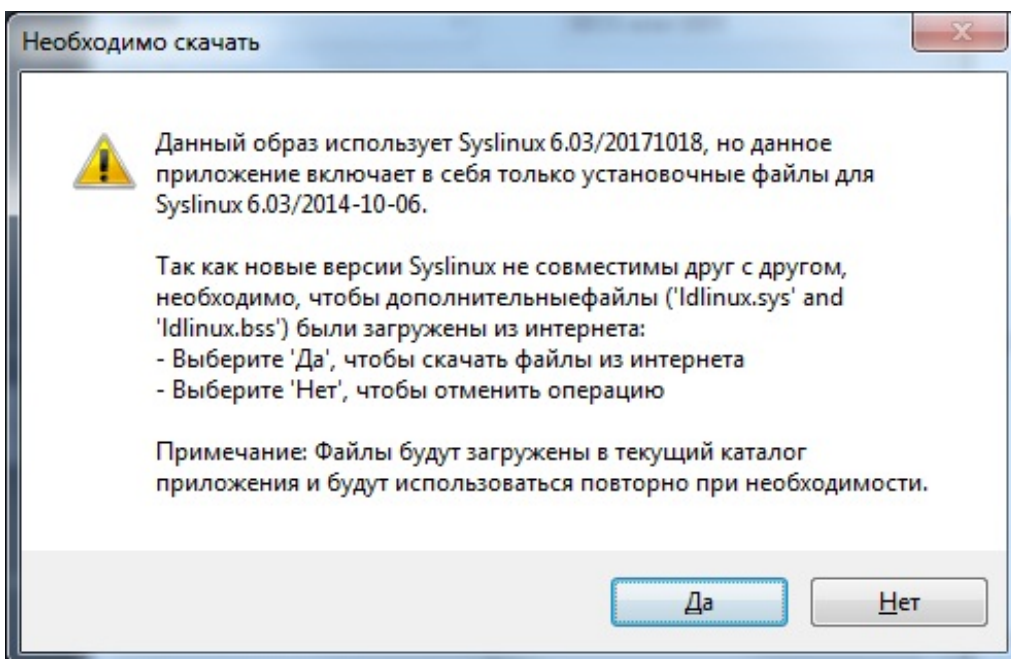 Необходимо скачать
Данный образ использует Syslinux 6.03/20171018, но данное
приложение включает в себя только установочные файлы для
Syslinux 6.03/2014-10-06.
Так как новые версии Syslinux не совместимы друг с другом,
необходимо, чтобы дополнительныефайлы ('ldlinux.sys' and
'ldlinux.bss') были загружены из интернета:
- Выберите 'Да', чтобы скачать файлы из интернета
- Выберите 'Нет', чтобы отменить операцию
Примечание: Файлы будут загружены в текущий каталог
приложения и будут использоваться повторно при необходимости.
Да
Нет